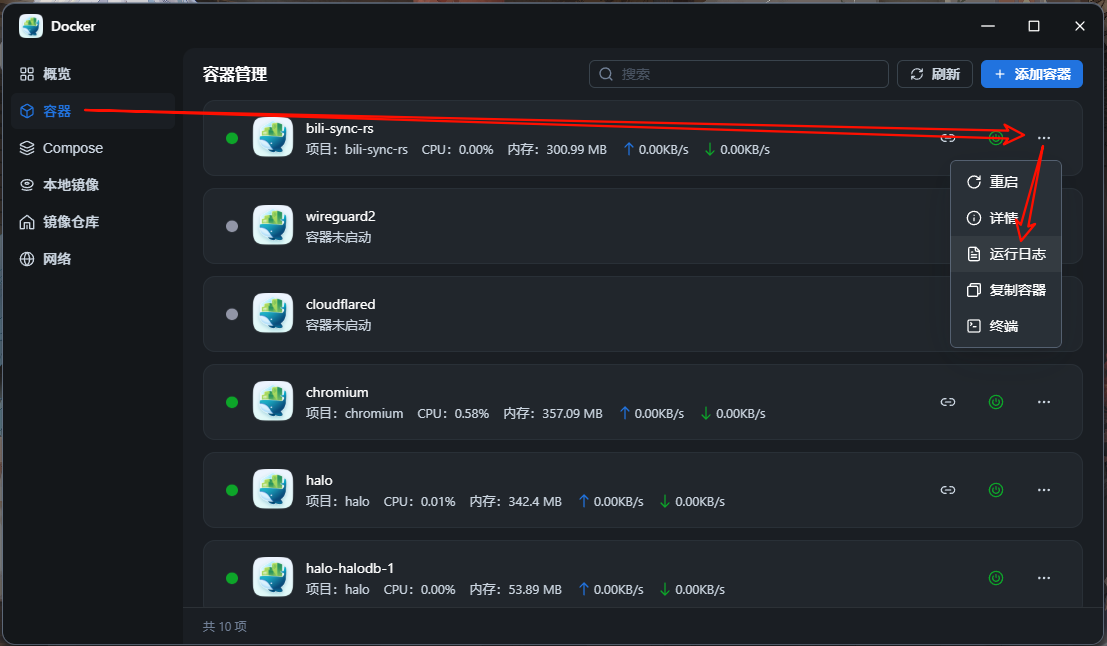 Docker
概览
容器
Compose
本地镜像
镜像仓库
网络
容器管理
搜索
刷新
+ 添加容器
bili-sync-rs
项目：bili-sync-rs CPU：0.00% 内存：300.99 MB ↑ 0.00KB/s ↓ 0.00KB/s
重启
详情
运行日志
复制容器
终端
wireguard2
容器未启动
cloudflared
容器未启动
chromium
项目：chromium CPU：0.58% 内存：357.09 MB ↑ 0.00KB/s ↓ 0.00KB/s
halo
项目：halo CPU：0.01% 内存：342.4 MB ↑ 0.00KB/s ↓ 0.00KB/s
halo-halodb-1
项目：halo CPU：0.00% 内存：53.89 MB ↑ 0.00KB/s ↓ 0.00KB/s
共 10 项